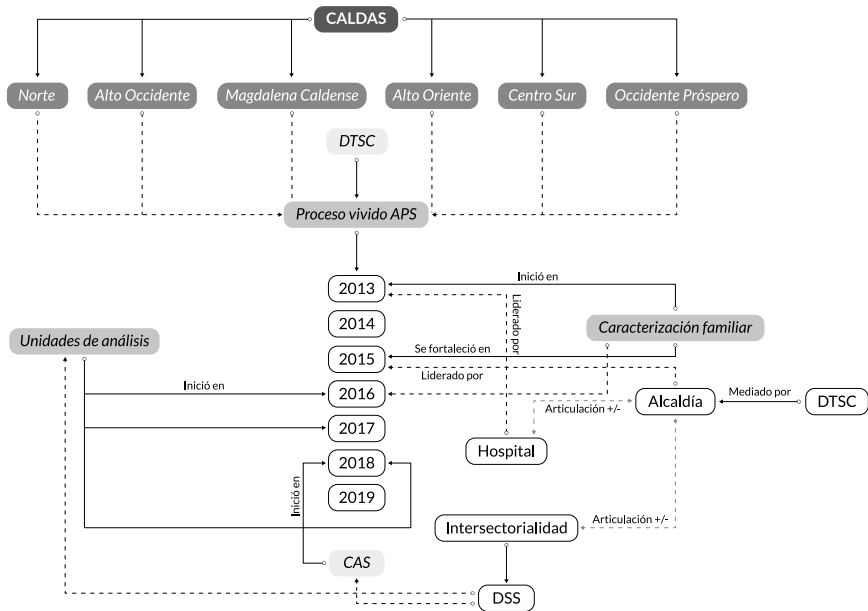 CALDAS
Norte
Alto Occidente
Magdalena Caldense
Alto Oriente
Centro Sur
Occidente Próspero
DTSC
Proceso vivido APS
2013
Inició en
Liderado por
2014
Caracterización familiar
Unidades de análisis
2015
Se fortaleció en
Liderado por
Inició en
2016
Alcaldía
Mediado por
DTSC
Articulación +/-
2017
Hospital
2018
Inició en
2019
Intersectorialidad
Articulación +/-
CAS
DSS